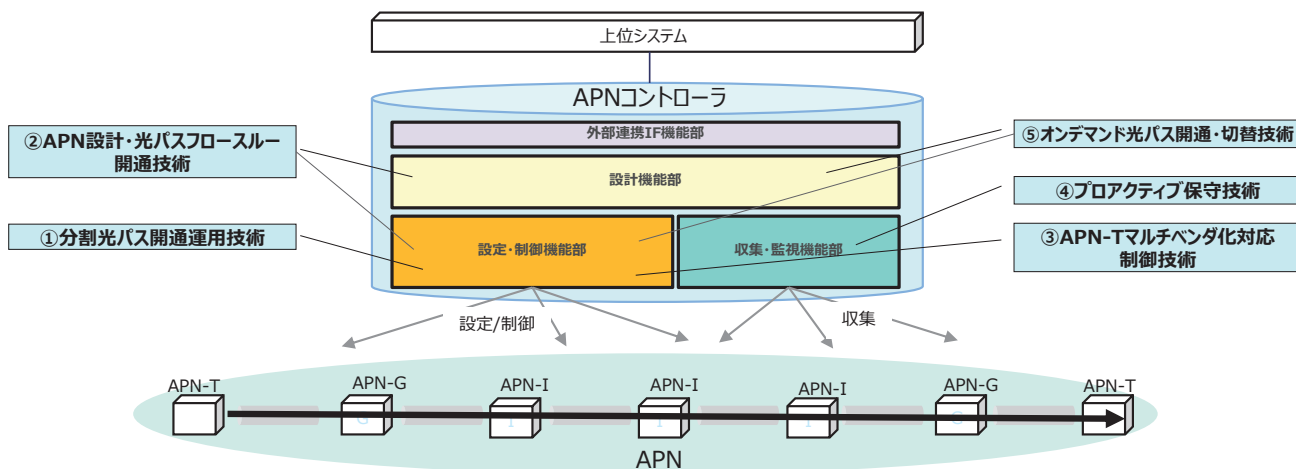 上位システム
APNコントローラ
外部連携IF機能部
②APN設計・光パスフロースルー
開通技術
⑤オンデマンド光パス開通・切替技術
設計機能部
④プロアクティブ保守技術
①分割光パス開通運用技術
設定・制御機能部
収集・監視機能部
③APN-Tマルチベンダ化対応
制御技術
設定/制御
収集
APN-T
APN-G
APN-I
APN-I
APN-I
APN-G
APN-T
G
I
I
I
G
APN